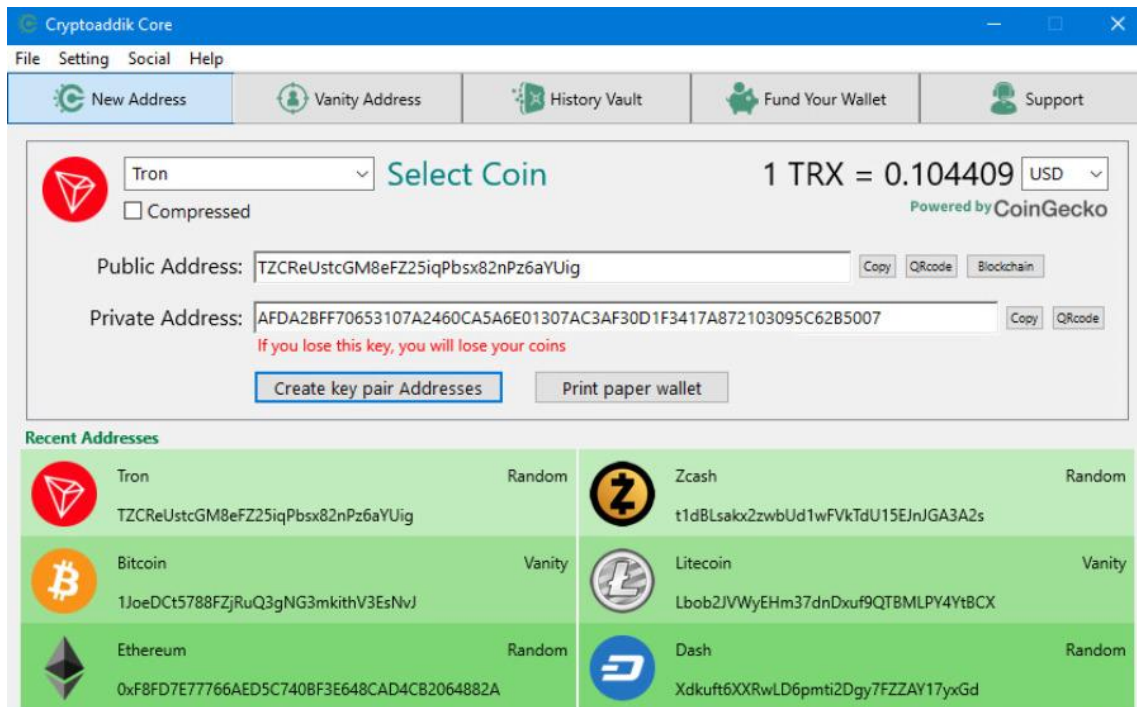 Cryptoaddik Core
File Setting Social Help
New Address Vanity Address History Vault Fund Your Wallet Support
Tron Select Coin 1 TRX = 0.104409 USD
Compressed Powered by CoinGecko
Public Address: TZCReUstcGM8eFZ25iqPbsx82nPz6aYUig Copy QRcode Blockchain
Private Address: AFDA2BFF70653107A2460CA5A6E01307AC3AF30D1F3417A872103095C62B5007 Copy QRcode
If you lose this key, you will lose your coins
Create key pair Addresses Print paper wallet
Recent Addresses
Tron Random
TZCReUstcGM8eFZ25iqPbsx82nPz6aYUig
Zcash Random
t1dBLsakx2zwbUd1wFVkTdU15EJnJGA3A2s
Bitcoin Vanity
1JoeDCt5788FZjRuQ3gNG3mkithV3EsNvJ
Litecoin Vanity
Lbob2JVWyEHm37dnDxuf9QTBMLPY4YtBCX
Ethereum Random
0xF8FD7E77766AED5C740BF3E648CAD4CB2064882A
Dash Random
Xdkuft6XXRwLD6pmti2Dgy7FZZAY17yxGd